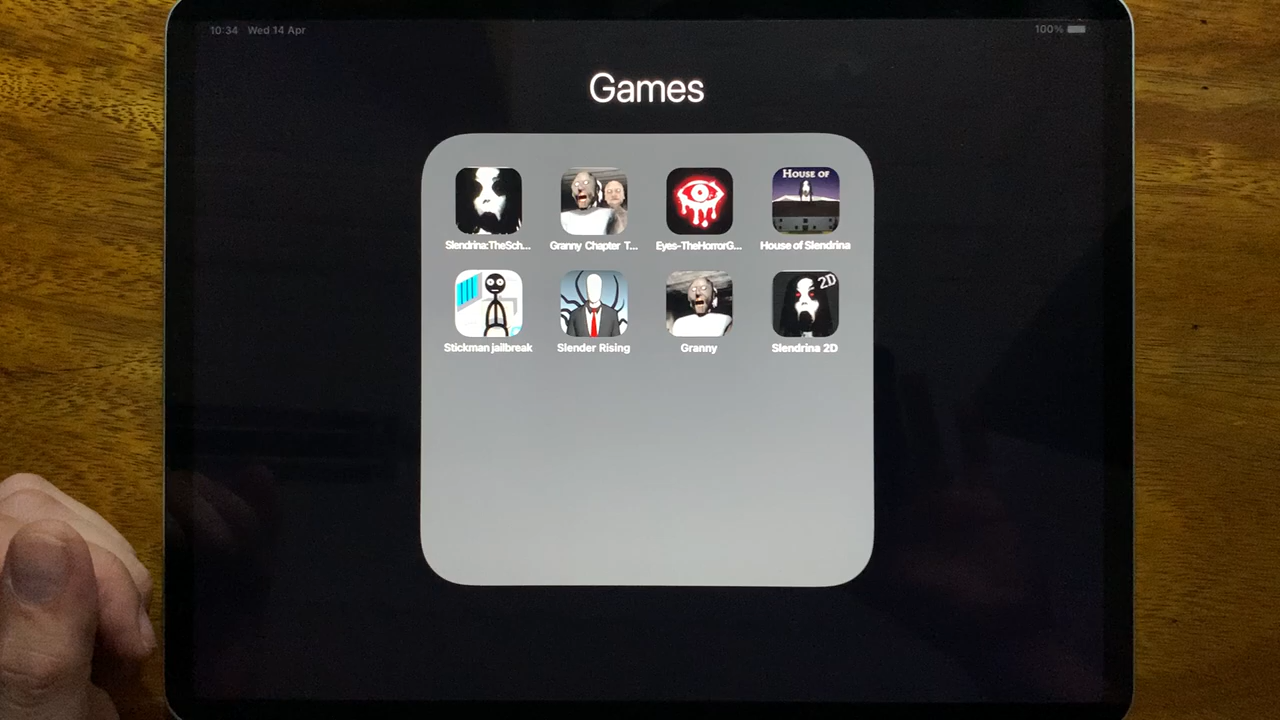 10:34 Wed 14 Apr 100%
Games
HOUSE OF
Slendrina:TheSch... Granny Chapter T... Eyes-TheHorrorG... House of Slendrina
2D
Stickman jailbreak Slender Rising Granny Slendrina 2D